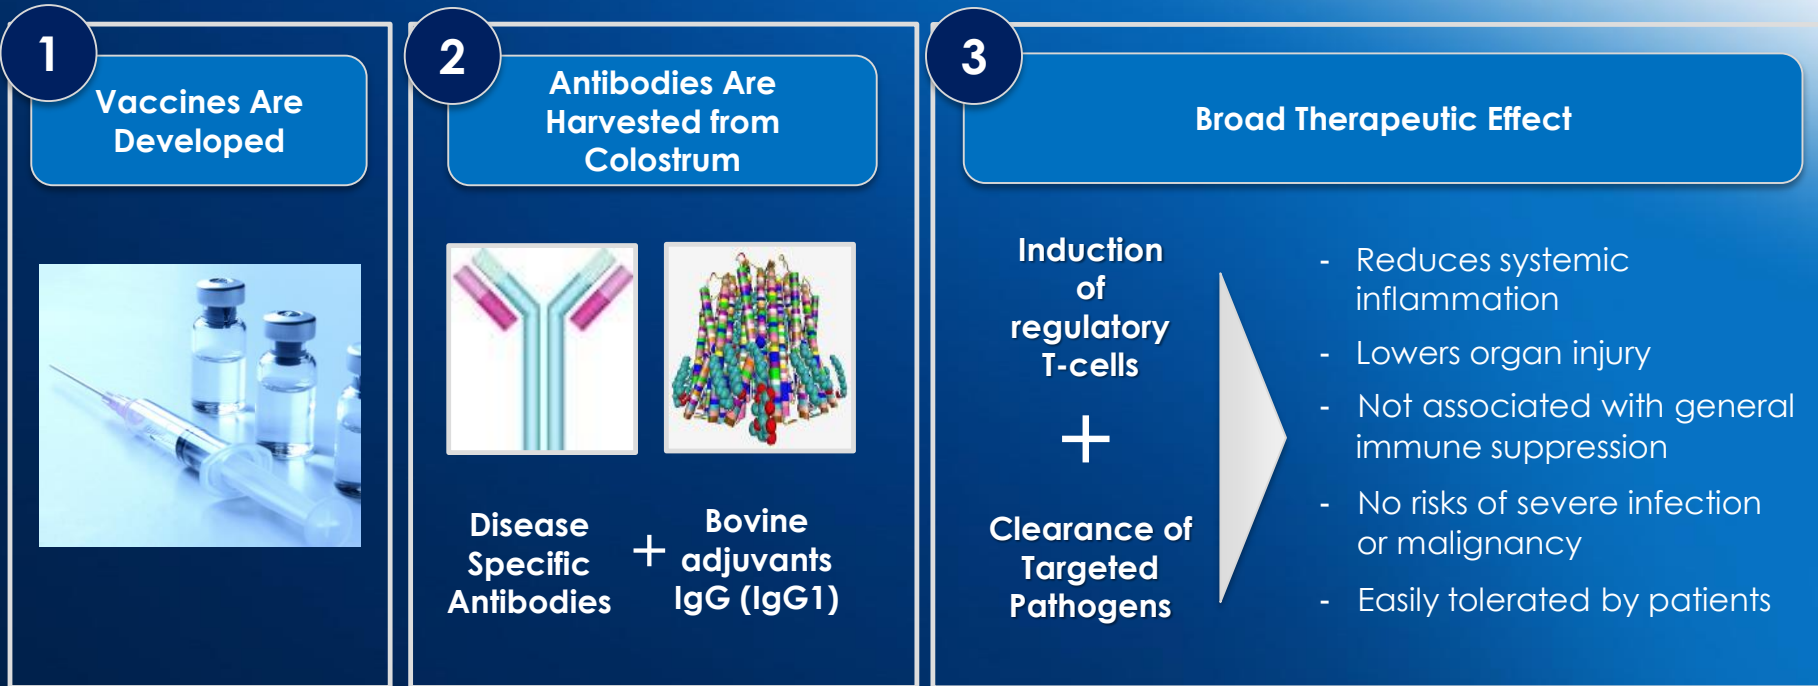 1
Vaccines Are
Developed
2
Antibodies Are
Harvested from
Colostrum
Disease
Specific
Antibodies
+
Bovine
adjuvants
IgG (IgG1)
3
Broad Therapeutic Effect
Induction
of
regulatory
T-cells
+
Clearance of
Targeted
Pathogens
- Reduces systemic
inflammation
- Lowers organ injury
- Not associated with general
immune suppression
- No risks of severe infection
or malignancy
- Easily tolerated by patients